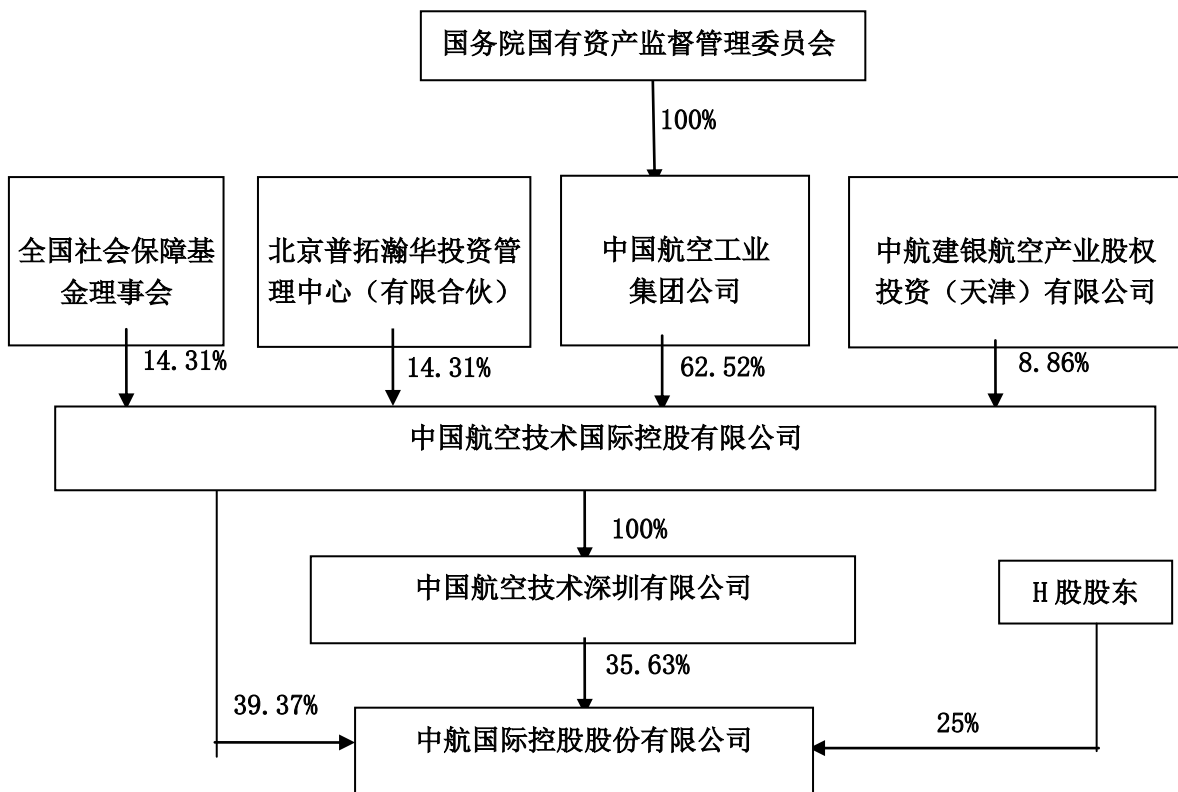 国务院国有资产监督管理委员会
100%
全国社会保障基
金理事会
北京普拓瀚华投资管
理中心（有限合伙）
中国航空工业
集团公司
中航建银航空产业股权
投资（天津）有限公司
14.31%
14.31%
62.52%
8.86%
中国航空技术国际控股有限公司
100%
中国航空技术深圳有限公司
H 股股东
35.63%
39.37%
25%
中航国际控股股份有限公司